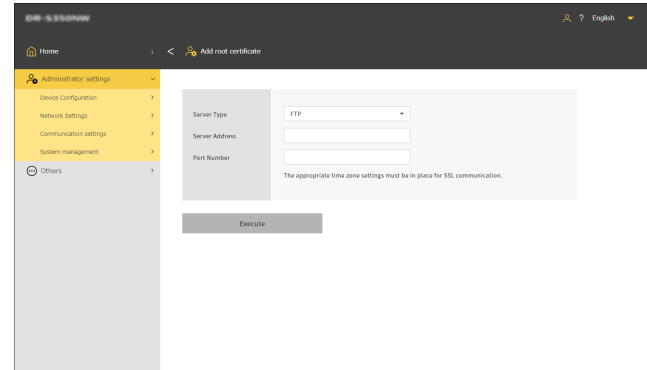 DR-S350NW
? English
Home
Add root certificate
Administrator settings
Device Configuration
Network Settings
Communication settings
System management
Others
Server Type
FTP
Server Address
Port Number
The appropriate time zone settings must be in place for SSL communication.
Execute